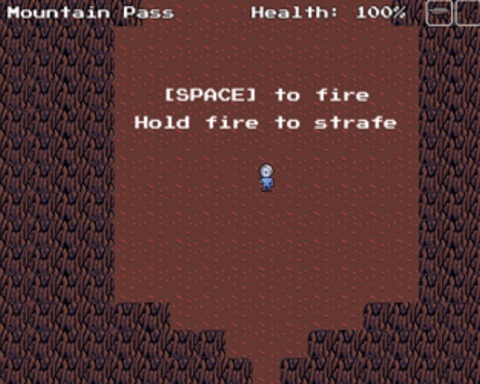 Mountain Pass Health: 100%
[SPACE] to fire
Hold fire to strafe